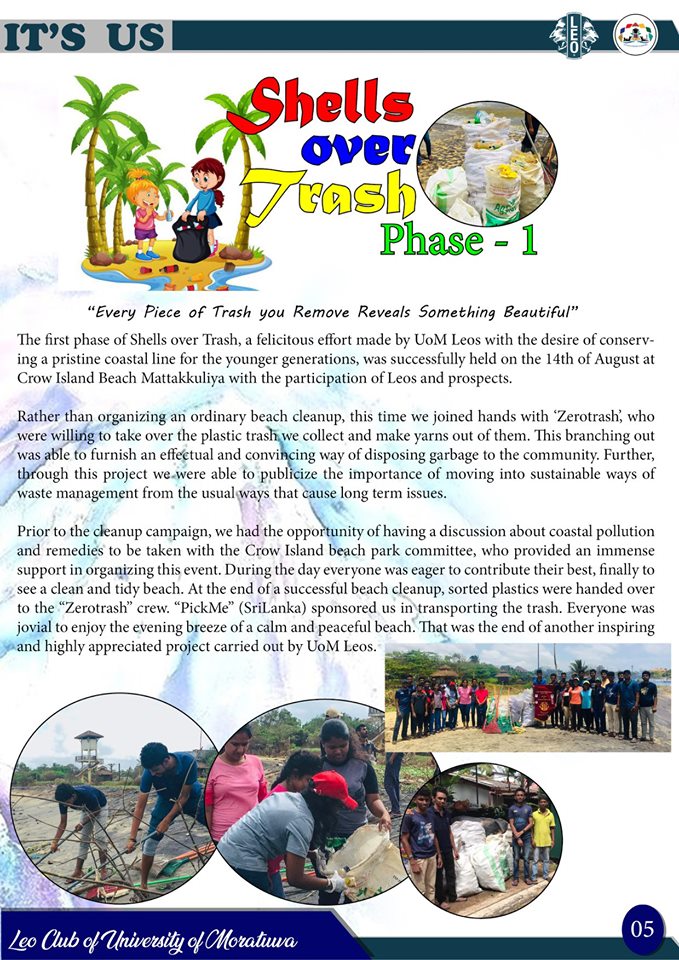 IT'S US
LEO
Shells
over
Trash
Phase - 1
"Every Piece of Trash you Remove Reveals Something Beautiful"
The first phase of Shells over Trash, a felicitous effort made by UoM Leos with the desire of conserv-
ing a pristine coastal line for the younger generations, was successfully held on the 14th of August at
Crow Island Beach Mattakkuliya with the participation of Leos and prospects.
Rather than organizing an ordinary beach cleanup, this time we joined hands with 'Zerotrash', who
were willing to take over the plastic trash we collect and make yarns out of them. This branching out
was able to furnish an effectual and convincing way of disposing garbage to the community. Further,
through this project we were able to publicize the importance of moving into sustainable ways of
waste management from the usual ways that cause long term issues.
Prior to the cleanup campaign, we had the opportunity of having a discussion about coastal pollution
and remedies to be taken with the Crow Island beach park committee, who provided an immense
support in organizing this event. During the day everyone was eager to contribute their best, finally to
see a clean and tidy beach. At the end of a successful beach cleanup, sorted plastics were handed over
to the "Zerotrash" crew. "PickMe" (SriLanka) sponsored us in transporting the trash. Everyone was
jovial to enjoy the evening breeze of a calm and peaceful beach. That was the end of another inspiring
and highly appreciated project carried out by UoM Leos.
Leo Club of University of Moratuwa
05